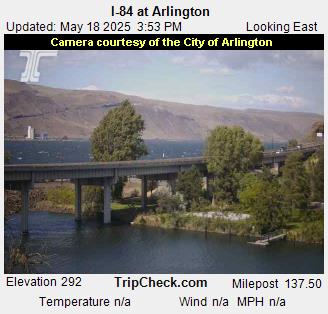 I-84 at Arlington
Updated: May 18 2025 3:53 PM Looking East
Camera courtesy of the City of Arlington
Elevation 292 TripCheck.com Milepost 137.50
Temperature n/a Wind n/a MPH n/a